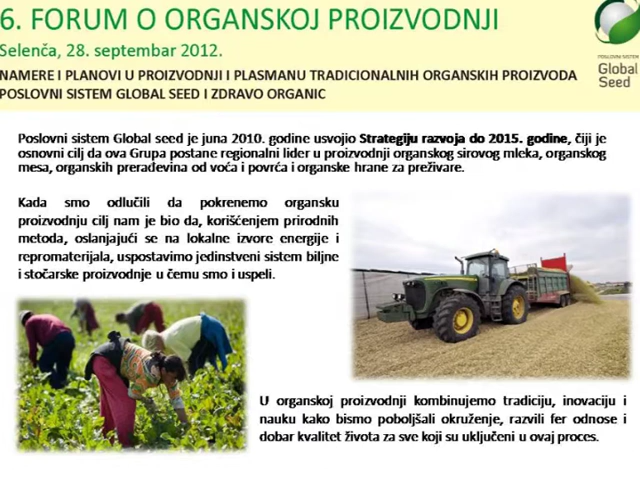 6. FORUM O ORGANSKOJ PROIZVODNJI
Selenča, 28. septembar 2012.
NAMERE I PLANOVI U PROIZVODNJI I PLASMANU TRADICIONALNIH ORGANSKIH PROIZVODA
POSLOVNI SISTEM GLOBAL SEED I ZDRAVO ORGANIC
POSLOVNI SISTEM
Global
Seed
Poslovni sistem Global seed je juna 2010. godine usvojio Strategiju razvoja do 2015. godine, čiji je
osnovni cilj da ova Grupa postane regionalni lider u proizvodnji organskog sirovog mleka, organskog
mesa, organskih prerađevina od voća i povrća i organske hrane za preživare.
Kada smo odlučili da pokrenemo organsku
proizvodnju cilj nam je bio da, korišćenjem prirodnih
metoda, oslanjajući se na lokalne izvore energije i
repromaterijala, uspostavimo jedinstveni sistem biljne
i stočarske proizvodnje u čemu smo i uspeli.
U organskoj proizvodnji kombinujemo tradiciju, inovaciju i
nauku kako bismo poboljšali okruženje, razvili fer odnose i
dobar kvalitet života za sve koji su uključeni u ovaj proces.